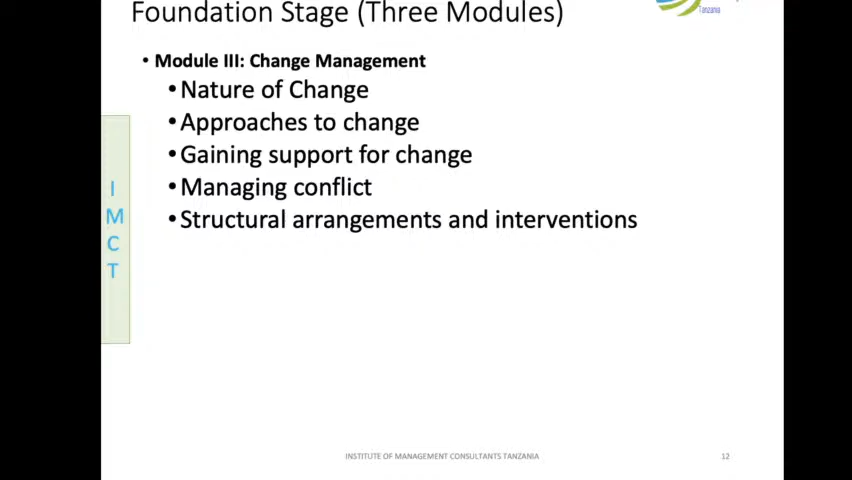 Foundation Stage (Three Modules)
Tanzania
• Module III: Change Management
• Nature of Change
• Approaches to change
• Gaining support for change
• Managing conflict
• Structural arrangements and interventions
I
M
C
T
INSTITUTE OF MANAGEMENT CONSULTANTS TANZANIA
12